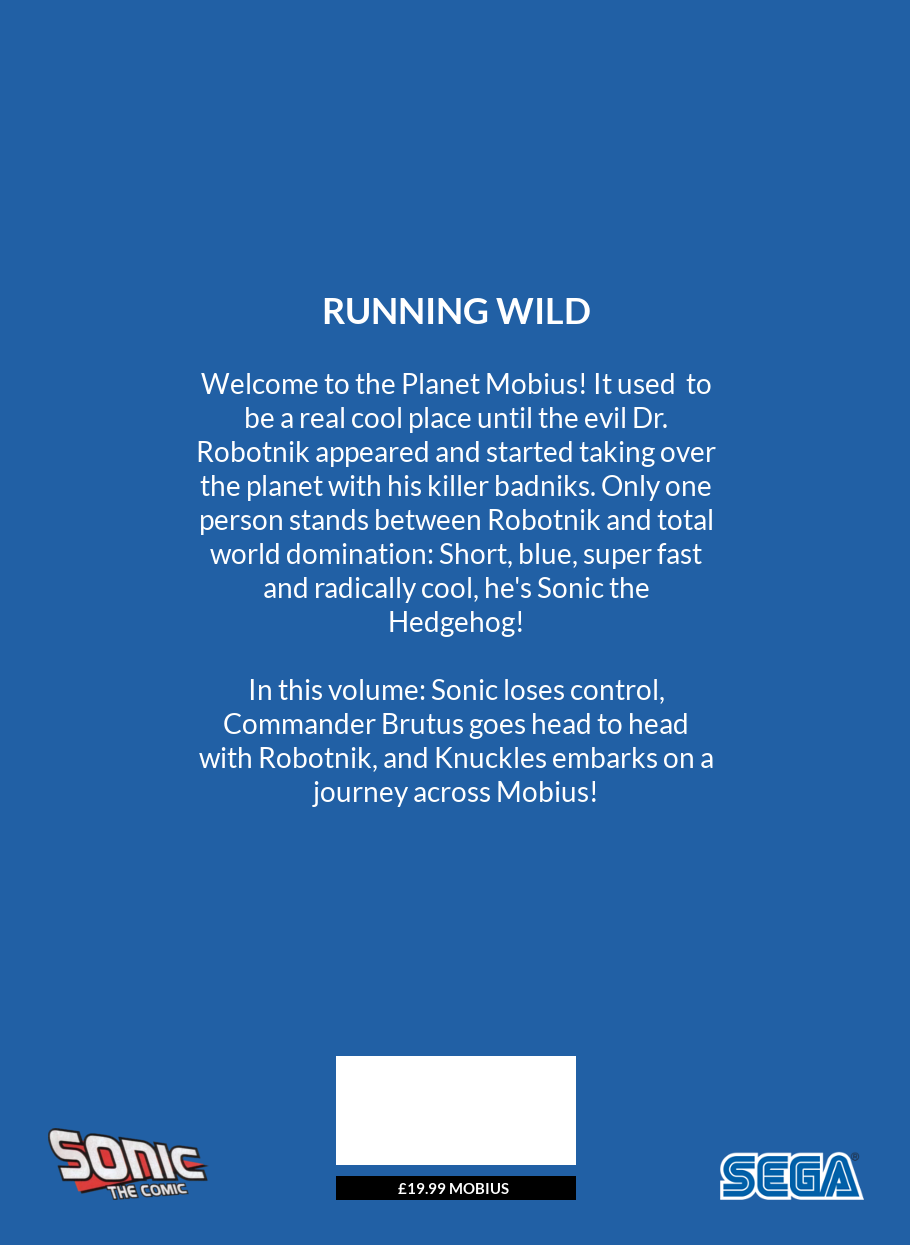 RUNNING WILD
Welcome to the Planet Mobius! It used  to
be a real cool place until the evil Dr.
Robotnik appeared and started taking over
the planet with his killer badniks. Only one
person stands between Robotnik and total
world domination: Short, blue, super fast
and radically cool, he's Sonic the
Hedgehog!
In this volume: Sonic loses control,
Commander Brutus goes head to head
with Robotnik, and Knuckles embarks on a
journey across Mobius!
SONIC
THE COMIC
£19.99 MOBIUS
SEGA®